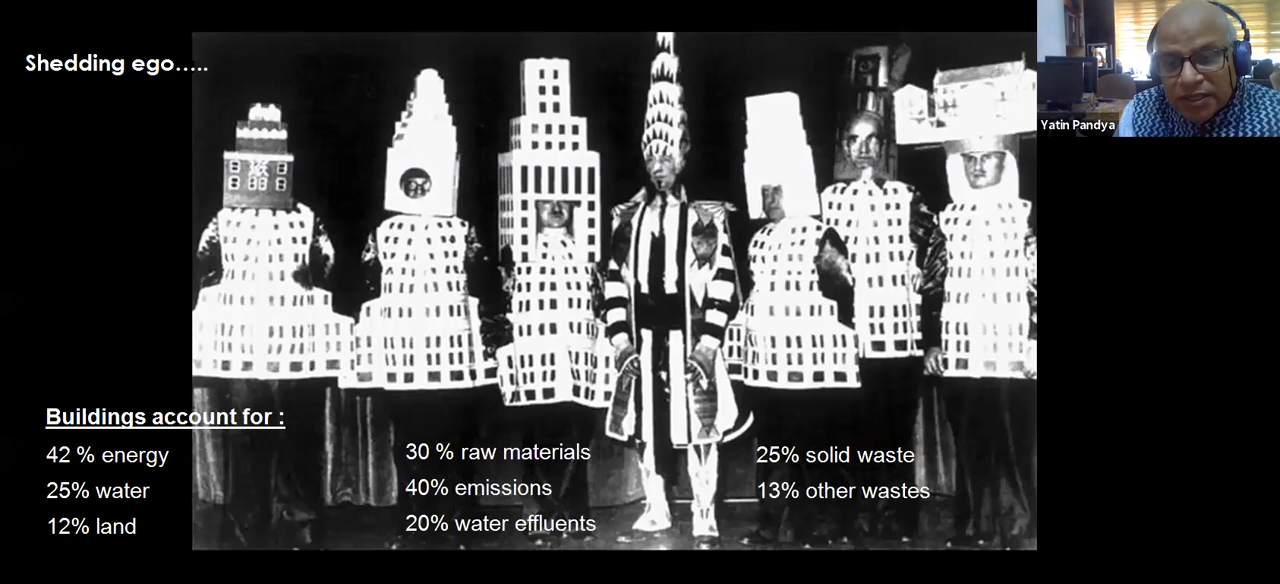 Shedding ego.....
Yatin Pandya
Buildings account for :
42 % energy
25% water
12% land
30 % raw materials
40% emissions
20% water effluents
25% solid waste
13% other wastes